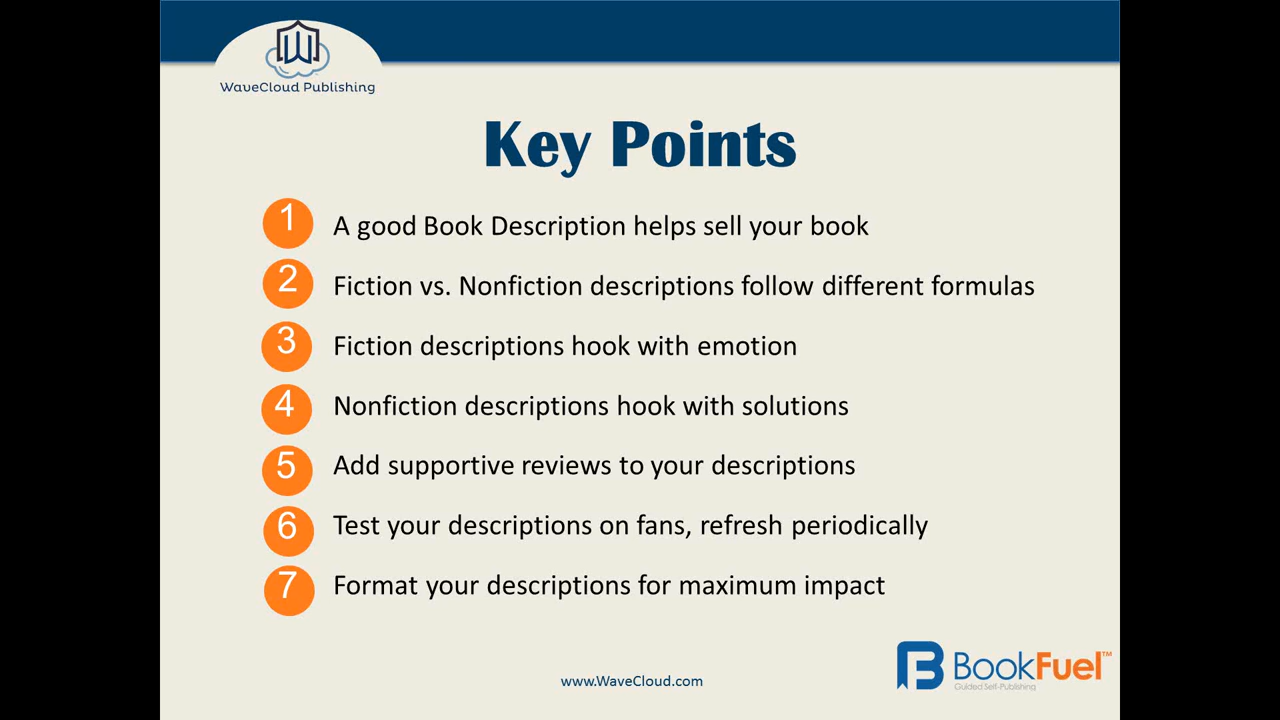 WaveCloud Publishing
Key Points
1 A good Book Description helps sell your book
2 Fiction vs. Nonfiction descriptions follow different formulas
3 Fiction descriptions hook with emotion
4 Nonfiction descriptions hook with solutions
5 Add supportive reviews to your descriptions
6 Test your descriptions on fans, refresh periodically
7 Format your descriptions for maximum impact
www.WaveCloud.com
BookFuel™
Guided Self-Publishing